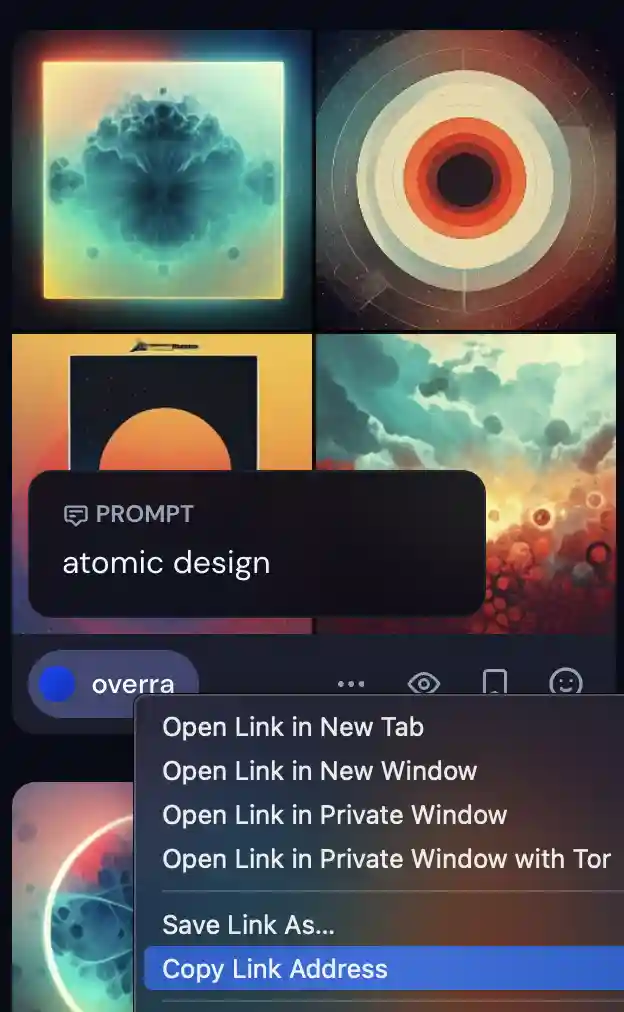 PROMPT
atomic design
overra
Open Link in New Tab
Open Link in New Window
Open Link in Private Window
Open Link in Private Window with Tor
Save Link As...
Copy Link Address